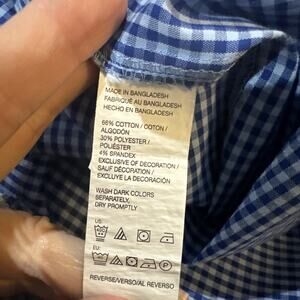 MADE IN BANGLADESH
FABRIQUÉ AU BANGLADESH
HECHO EN BANGLADESH
66% COTTON / COTON /
ALGODÓN
30% POLYESTER /
POLIÉSTER
4% SPANDEX
EXCLUSIVE OF DECORATION /
SAUF DÉCORATION /
EXCLUYE LA DECORACIÓN
WASH DARK COLORS
SEPARATELY,
DRY PROMPTLY
US:
EU:
REVERSE/VERSO/AL REVERSO